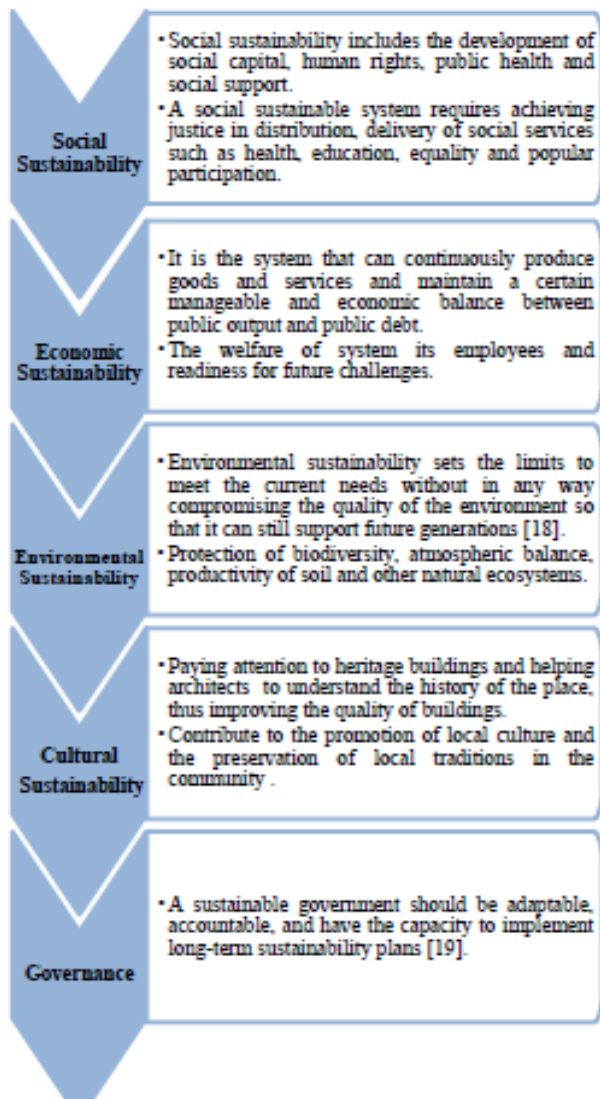 Social
Sustainability
• Social sustainability includes the development of
social capital, human rights, public health and
social support.
• A social sustainable system requires achieving
justice in distribution, delivery of social services
such as health, education, equality and popular
participation.
Economic
Sustainability
• It is the system that can continuously produce
goods and services and maintain a certain
manageable and economic balance between
public output and public debt.
• The welfare of system its employees and
readiness for future challenges.
Environmental
Sustainability
• Environmental sustainability sets the limits to
meet the current needs without in any way
compromising the quality of the environment so
that it can still support future generations [18].
• Protection of biodiversity, atmospheric balance,
productivity of soil and other natural ecosystems.
Cultural
Sustainability
• Paying attention to heritage buildings and helping
architects to understand the history of the place,
thus improving the quality of buildings.
• Contribute to the promotion of local culture and
the preservation of local traditions in the
community .
Governance
• A sustainable government should be adaptable,
accountable, and have the capacity to implement
long-term sustainability plans [19].